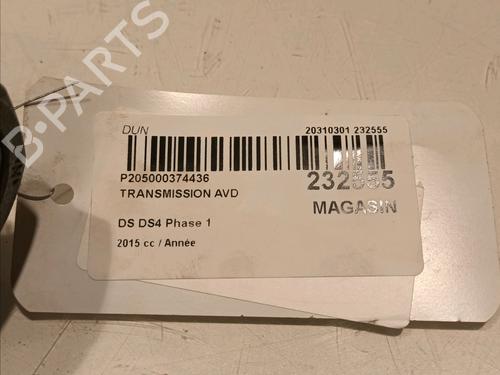 B-PARTS
DUN
20310301 232555
P205000374436
232555
TRANSMISSION AVD
MAGASIN
DS DS4 Phase 1
2015 cc / Année